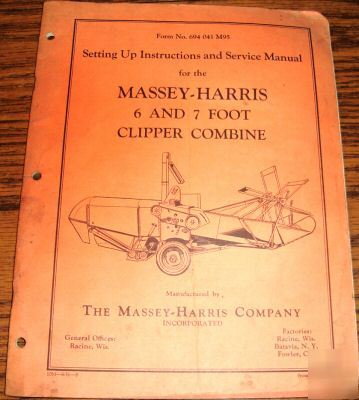 Form No. 694 041 M95
Setting Up Instructions and Service Manual
for the
MASSEY-HARRIS
6 AND 7 FOOT
CLIPPER COMBINE
Manufactured by
THE MASSEY-HARRIS COMPANY
INCORPORATED
General Offices:
Racine, Wis.
Factories:
Racine, Wis.
Batavia, N. Y.
Fowler, C